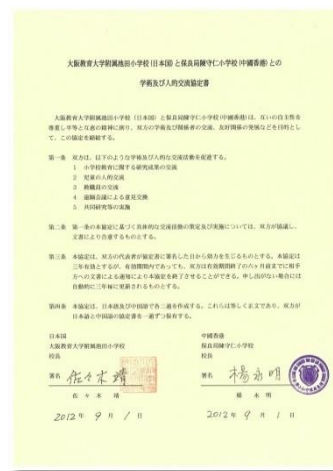 大阪教育大学附属池田小学校（日本国）と保良局陳守仁小学校（中國香港）との
学術及び人的交流協定書
大阪教育大学附属池田小学校（日本国）と保良局陳守仁小学校（中國香港）は、互いの自主性を
尊重し平等と互恵の精神に則り、双方の学術及び関係者の交流、友好関係の発展などを目的とし
て、この協定を締結する。
第一条 双方は、以下のような学術及び人的な交流活動を促進する。
1 小学校教育に関する研究成果の交流
2 児童の人的交流
3 教職員の交流
4 遠隔会議による意見交換
5 共同研究等の実施
第二条 第一条の本協定に基づく具体的な交流活動の策定及び実施については、双方が協議し、
文書により合意するものとする。
第三条 本協定は、双方の代表者が協定書に署名した日から効力を生じるものとする。本協定は
三年有効とするが、有効期間内であっても、双方は有効期間終了の六ヶ月前までに相手
方への文書による通知により本協定を終了させることができる。申し出がない場合には
自動的に三年毎に更新されるものとする。
第四条 本協定は、日本語及び中国語で各二通を作成する。これらは等しく正文であり、双方が
日本語と中国語の協定書を一通ずつ保有する。
日本国
大阪教育大学附属池田小学校
校長
署名 佐々木 靖
佐々木 靖
2012年 9月 1日
中國香港
保良局陳守仁小学校
校長
署名 楊永明
楊 永明
2012年 9月 1日